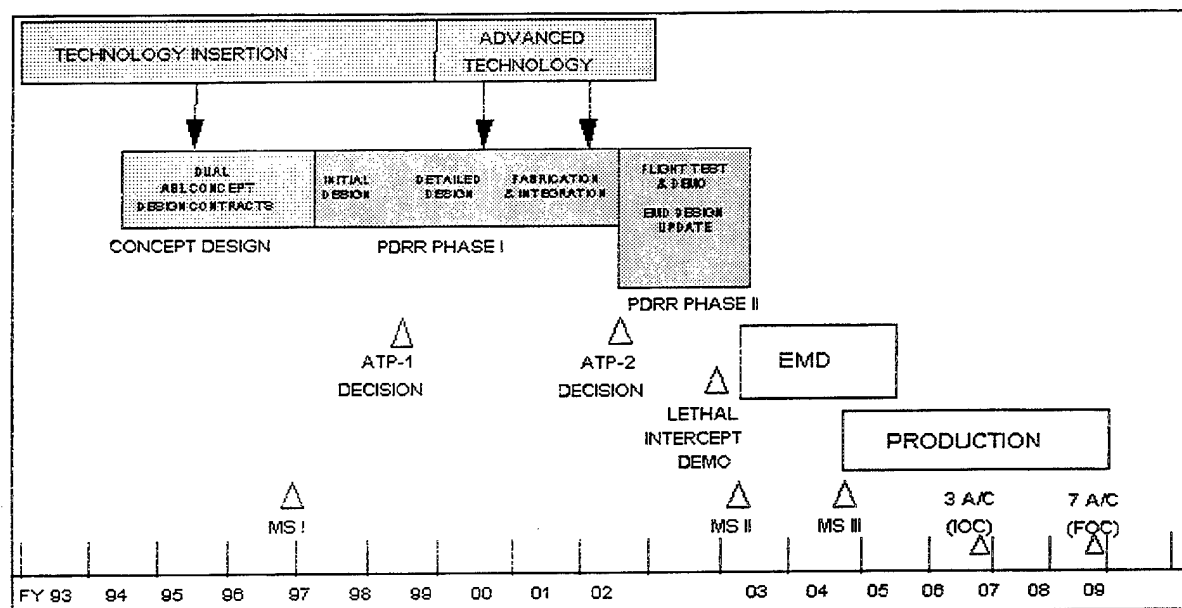 TECHNOLOGY INSERTION
ADVANCED
TECHNOLOGY
DUAL
ABL CONCEPT
DESIGN CONTRACTS
INITIAL
DESIGN
DETAILED
DESIGN
FABRICATION
& INTEGRATION
FLIGHT TEST
& DEMO
EMD DESIGN
UPDATE
CONCEPT DESIGN
PDRR PHASE I
PDRR PHASE II
ATP-1
DECISION
ATP-2
DECISION
EMD
LETHAL
INTERCEPT
DEMO
PRODUCTION
MS I
MS II
MS III
3 A/C
(IOC)
7 A/C
(FOC)
FY 93 94 95 96 97 98 99 00 01 02 03 04 05 06 07 08 09